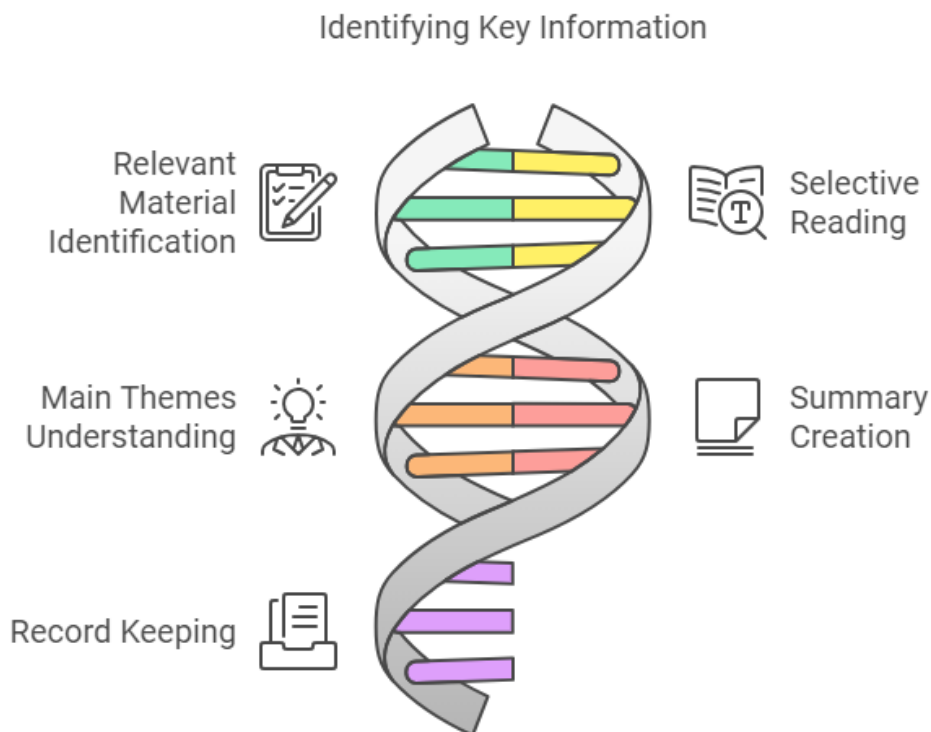 Identifying Key Information
Relevant
Material
Identification
Selective
Reading
T
Main Themes
Understanding
Summary
Creation
Record Keeping